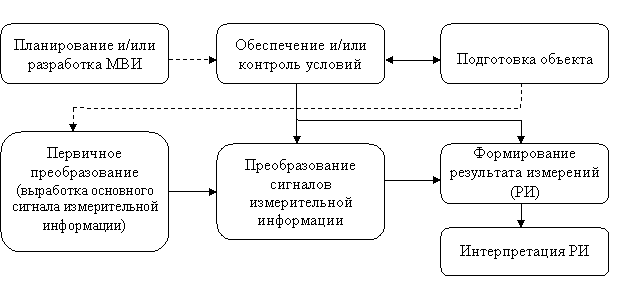 Планирование и/или
разработка МВИ
Обеспечение и/или
контроль условий
Подготовка объекта
Первичное
преобразование
(выработка основного
сигнала измерительной
информации)
Преобразование
сигналов
измерительной
информации
Формирование
результата измерений
(РИ)
Интерпретация РИ